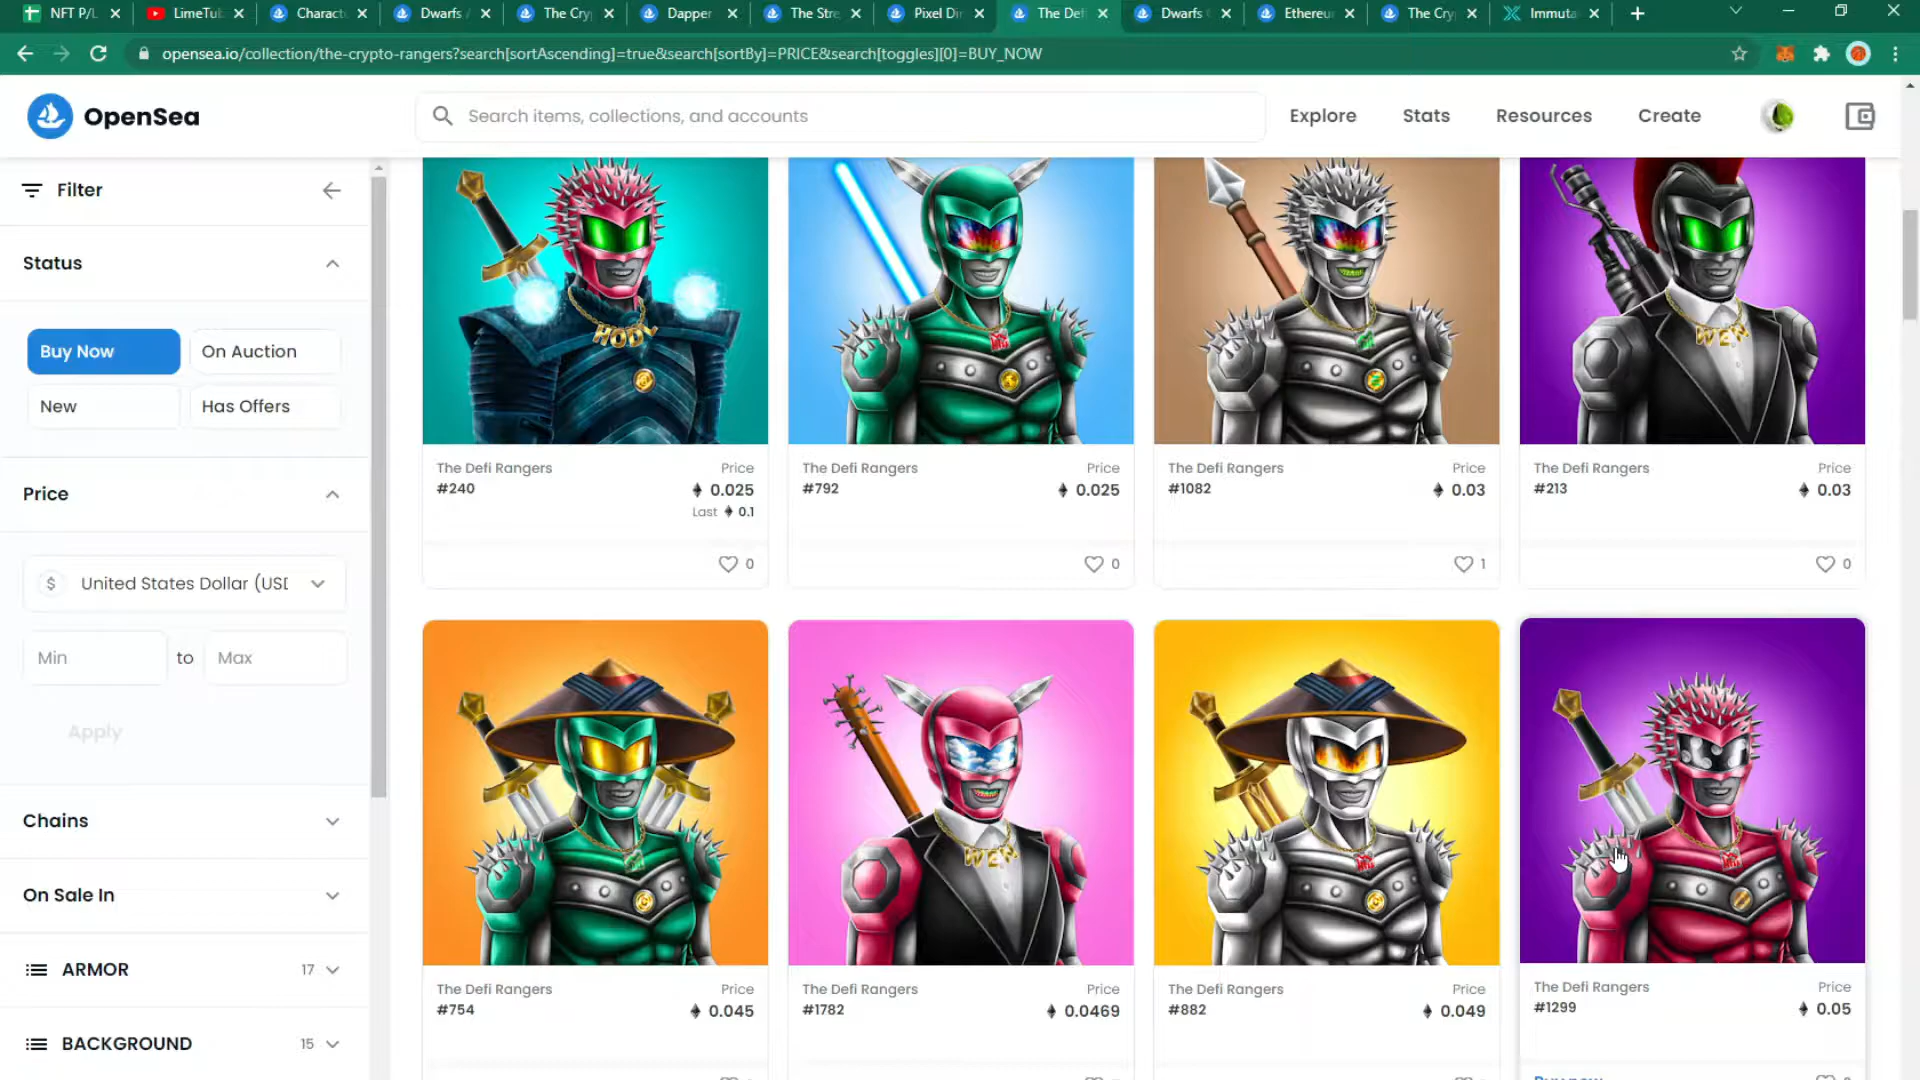 NFT P/L
LimeTu
Charact
Dwarfs
The Cry
Dapper
The Stre
Pixel Di
The Def
Dwarfs
Ethereu
The Cry
Immuta
opensea.io/collection/the-crypto-rangers?search[sortAscending]=true&search[sortBy]=PRICE&search[toggles][0]=BUY_NOW
OpenSea
Search items, collections, and accounts
Explore
Stats
Resources
Create
Filter
Status
Buy Now
On Auction
New
Has Offers
Price
$ United States Dollar (USD
Min to Max
Apply
Chains
On Sale In
ARMOR 17
BACKGROUND 15
HODY
The Defi Rangers Price
#240 0.025
Last 0.1
0
The Defi Rangers Price
#792 0.025
0
The Defi Rangers Price
#1082 0.03
1
WEN
The Defi Rangers Price
#213 0.03
0
The Defi Rangers Price
#754 0.045
WEN
The Defi Rangers Price
#1782 0.0469
The Defi Rangers Price
#882 0.049
The Defi Rangers Price
#1299 0.05